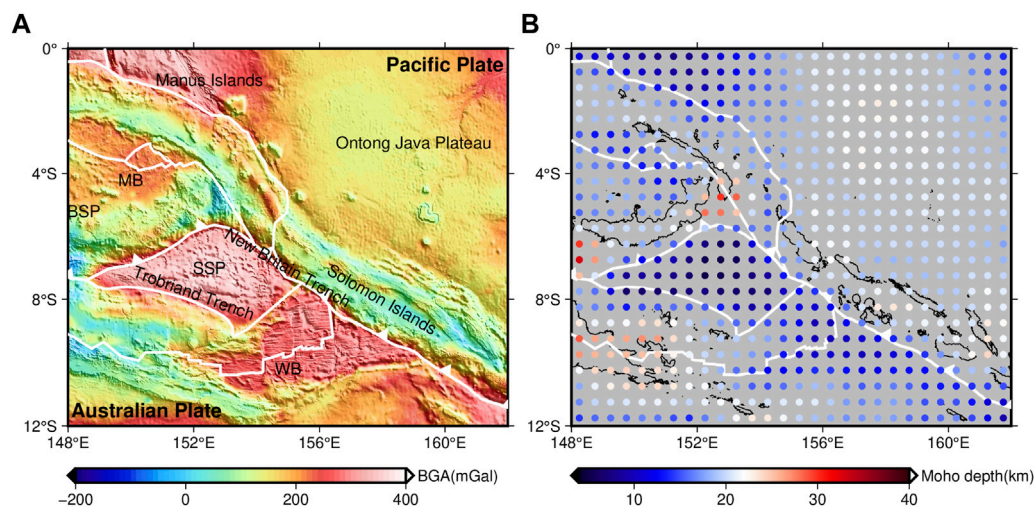 A
B
0°
Manus Islands
Pacific Plate
Ontong Java Plateau
4°S
MB
BSP
New Britain Trench
SSP
Solomon Islands
Trobriand Trench
8°S
WB
Australian Plate
12°S
148°E
152°E
156°E
160°E
−200
0
200
400
BGA(mGal)
0°
4°S
8°S
12°S
148°E
152°E
156°E
160°E
10
20
30
40
Moho depth(km)